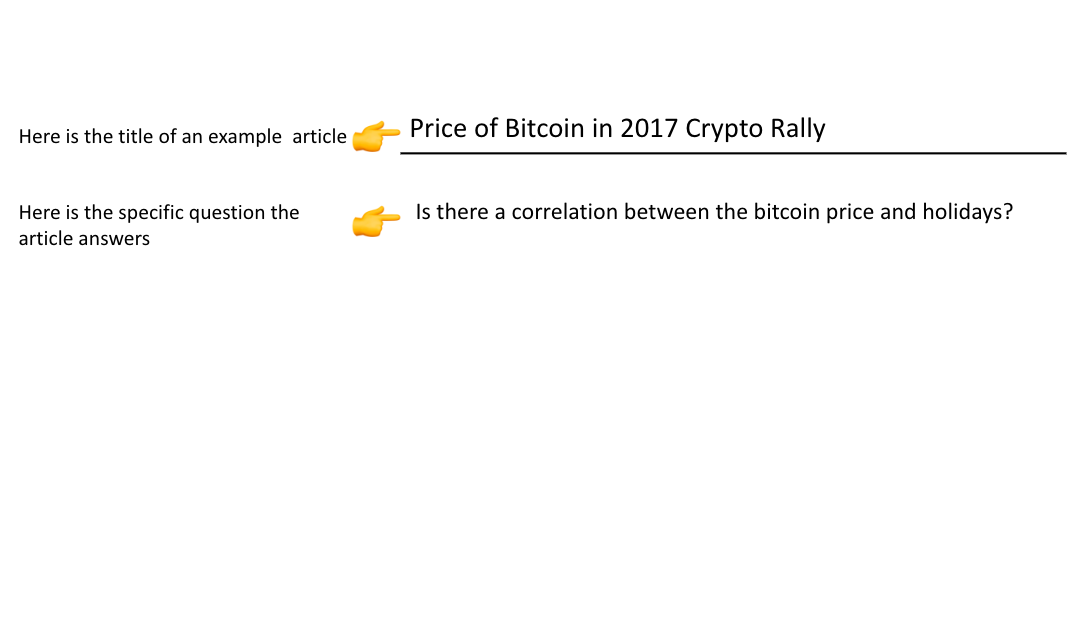 Here is the title of an example  article
Price of Bitcoin in 2017 Crypto Rally
Here is the specific question the
article answers
Is there a correlation between the bitcoin price and holidays?